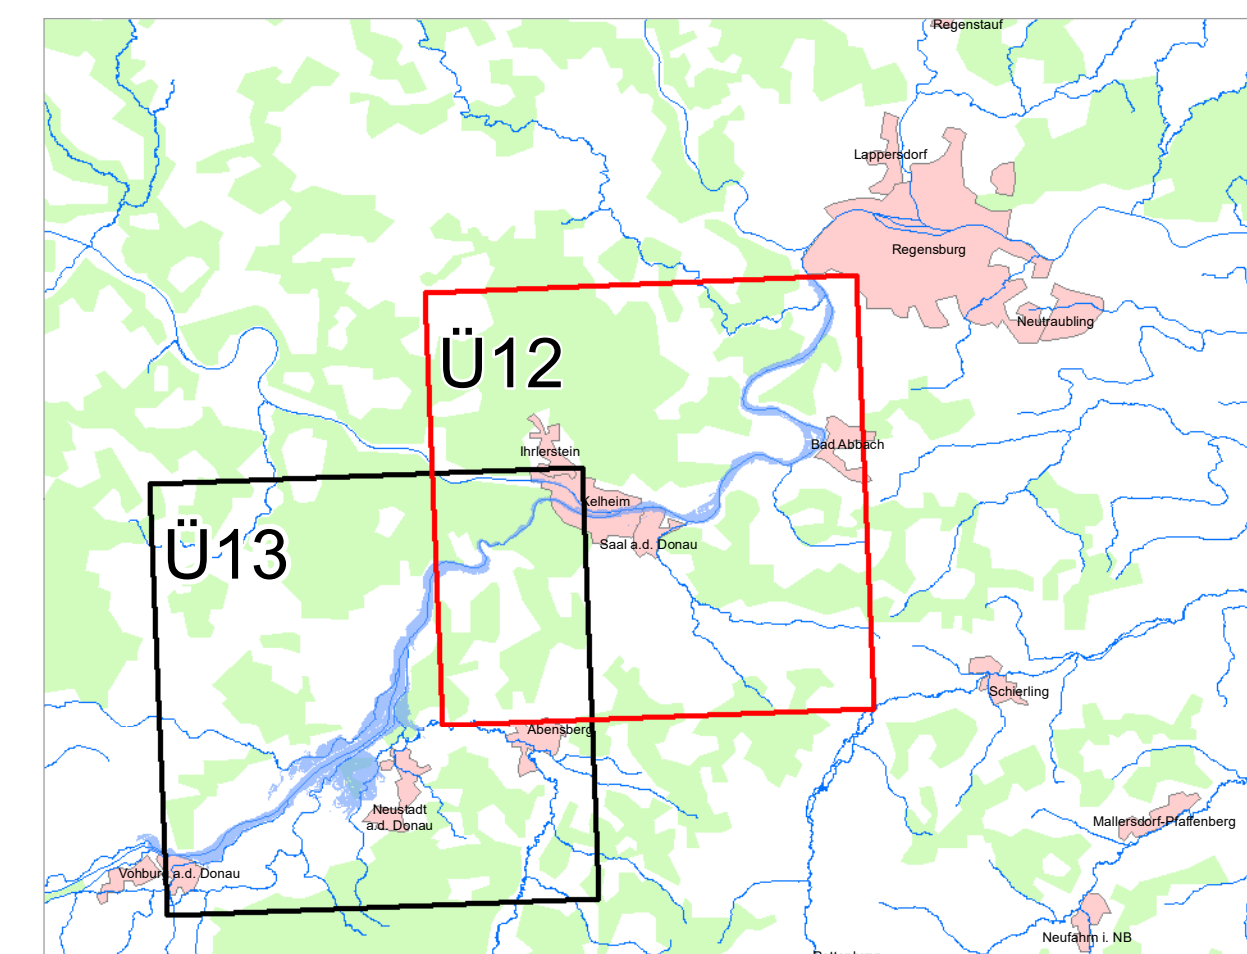 Regenstauf
Lappersdorf
Regensburg
Neutraubling
Ü12
Bad Abbach
Ihrlerstein
Kelheim
Saal a.d. Donau
Ü13
Schierling
Abensberg
Neustadt
a.d. Donau
Mallersdorf-Pfaffenberg
Vohburg a.d. Donau
Neufahrn i. NB